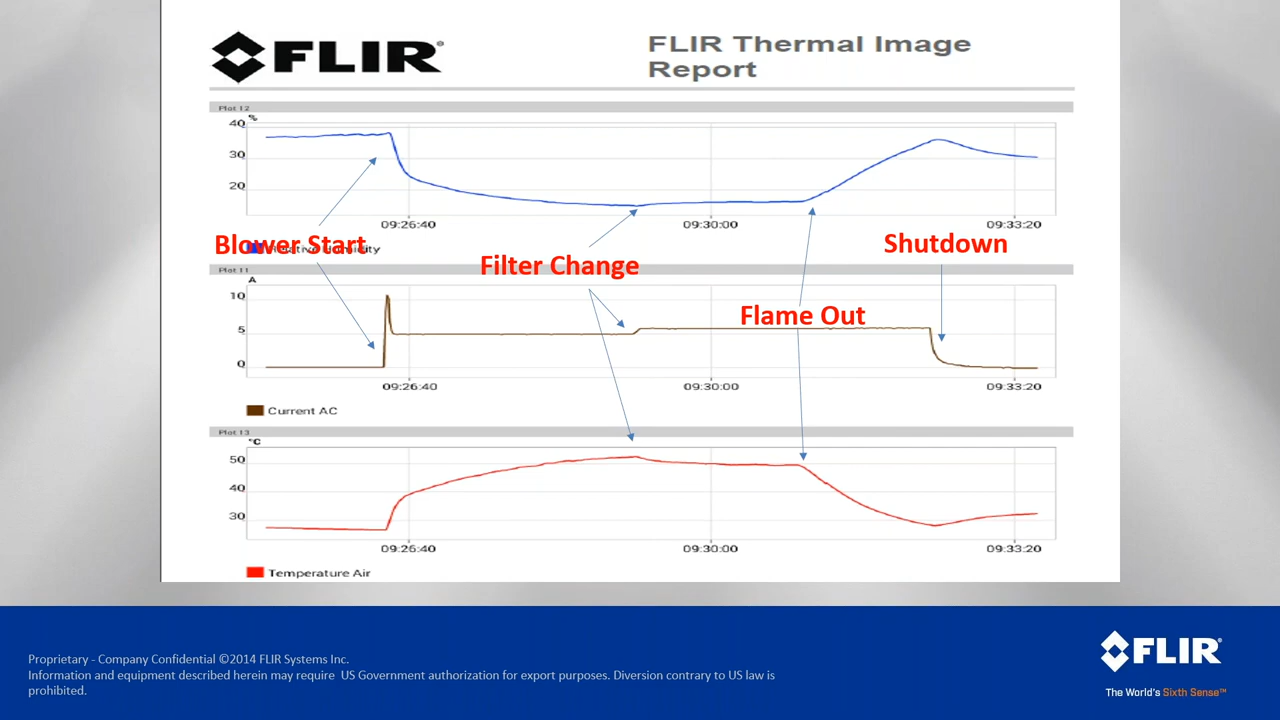 FLIR
FLIR Thermal Image
Report
Plot 12
%
40
30
20
09:26:40
09:30:00
09:33:20
Blower Start
Relative Humidity
Filter Change
Shutdown
Plot 11
A
10
5
0
Flame Out
09:26:40
09:30:00
09:33:20
Current AC
Plot 13
°C
50
40
30
09:26:40
09:30:00
09:33:20
Temperature Air
Proprietary - Company Confidential ©2014 FLIR Systems Inc.
Information and equipment described herein may require US Government authorization for export purposes. Diversion contrary to US law is
prohibited.
FLIR
The World's Sixth Sense™